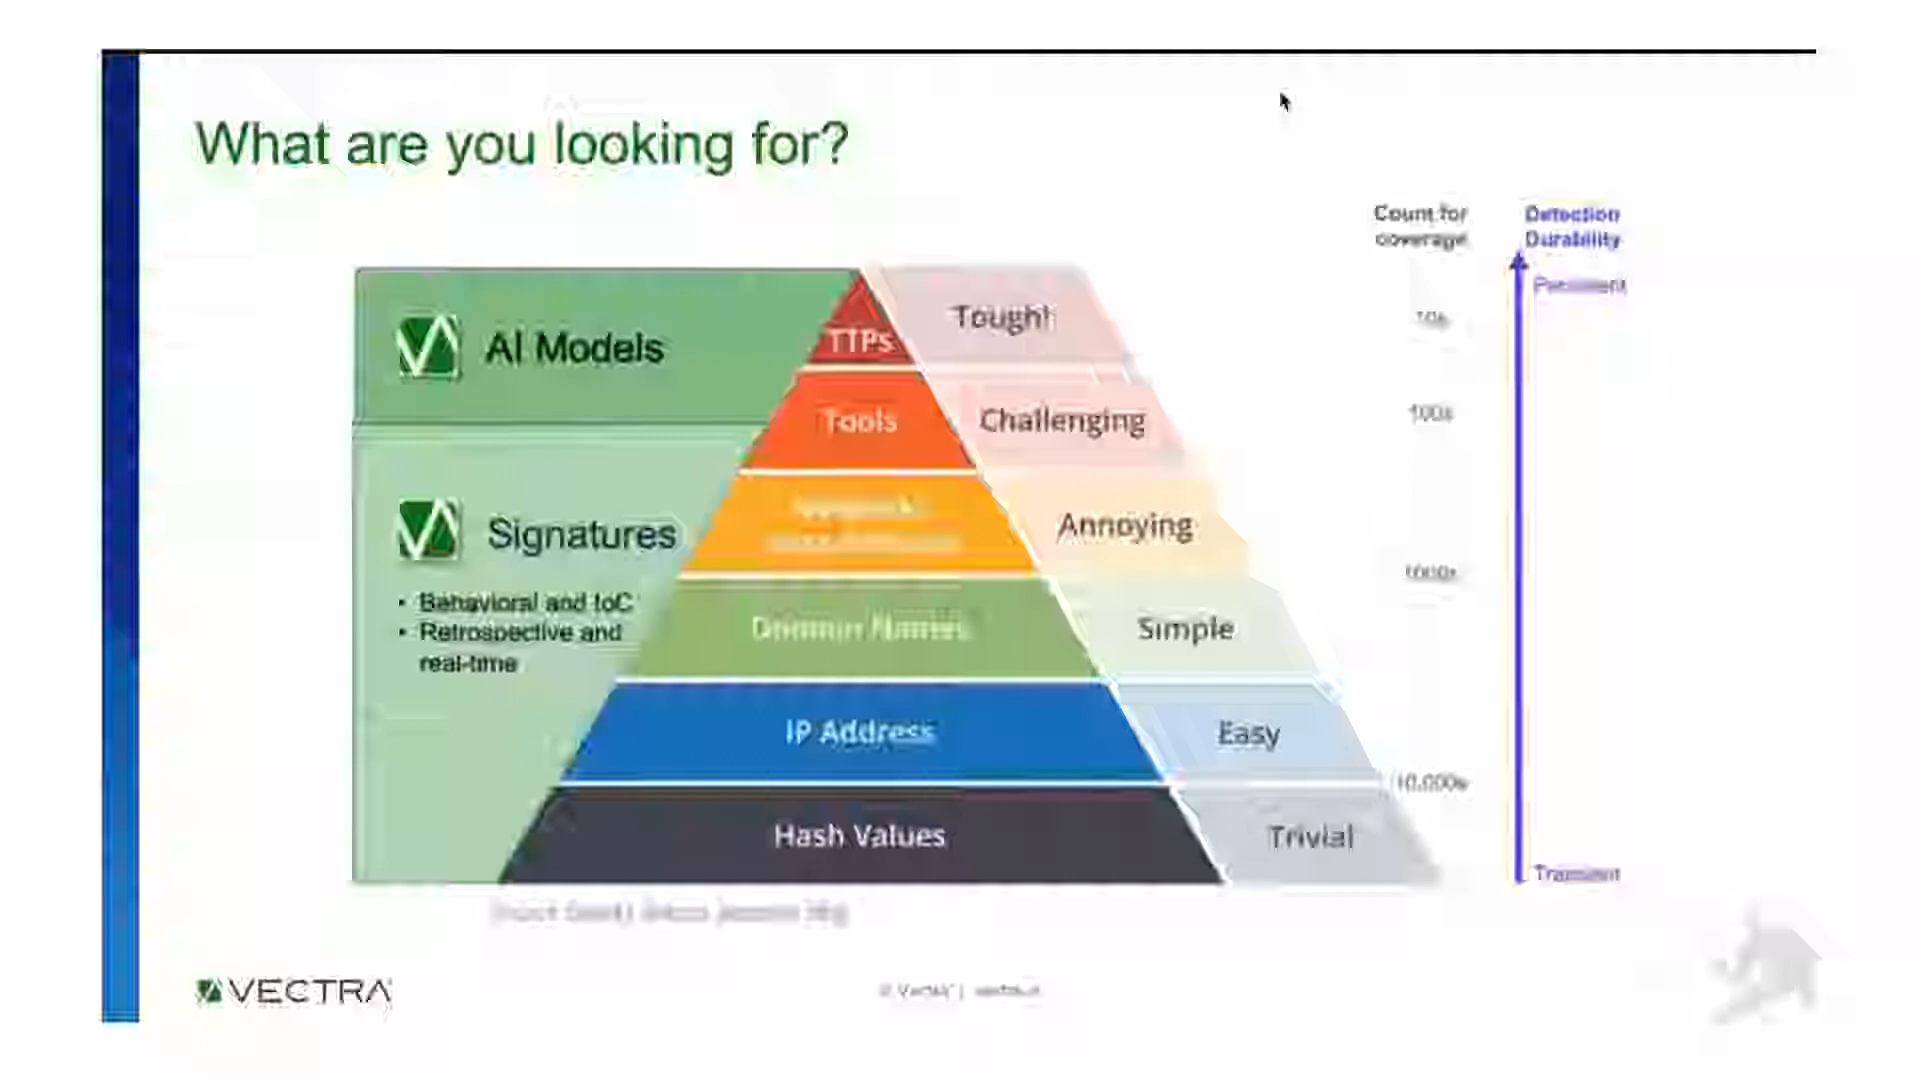 What are you looking for?
Count for
coverage
Detection
Durability
Persistent
AI Models
TTPs
Tough!
10s
Tools
Challenging
100s
Signatures
Annoying
1000s
• Behavioral and IoC
• Retrospective and
real-time
Domain Names
Simple
IP Address
Easy
10,000s
Hash Values
Trivial
Transient
VECTRA